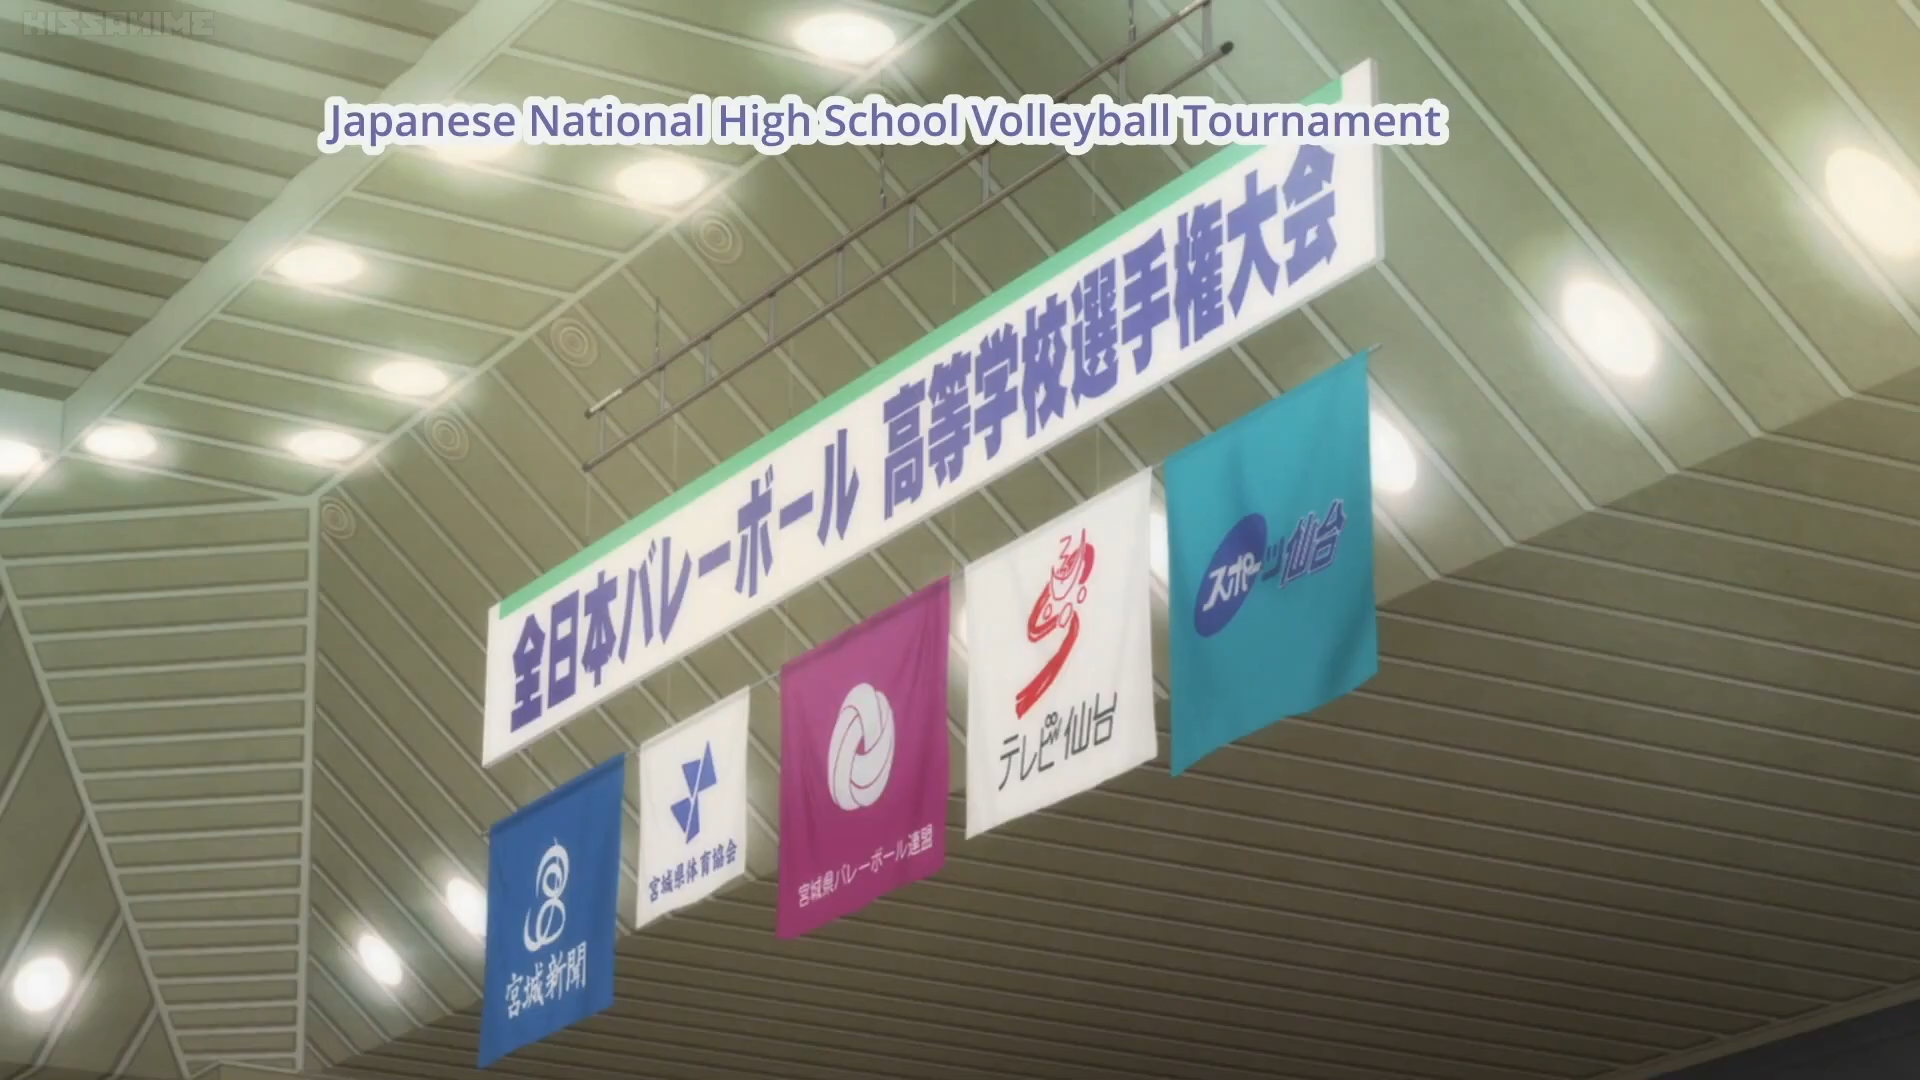 KISSANIME
Japanese National High School Volleyball Tournament
全日本バレーボール 高等学校選手権大会
宮城新聞
宮城県体育協会
宮城県バレーボール連盟
テレビ仙台
スポーツ仙台